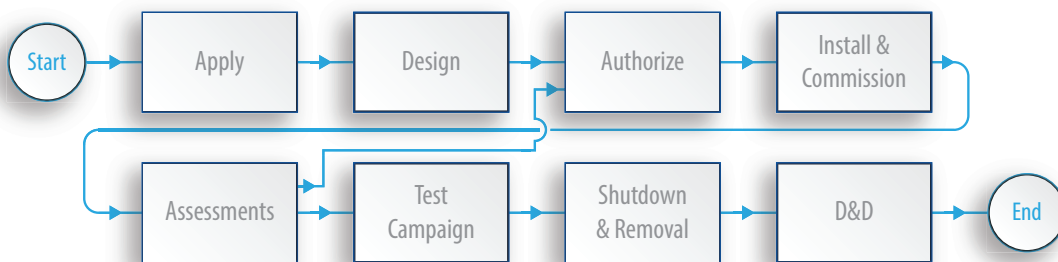 Start
Apply
Design
Authorize
Install &
Commission
Assessments
Test
Campaign
Shutdown
& Removal
D&D
End